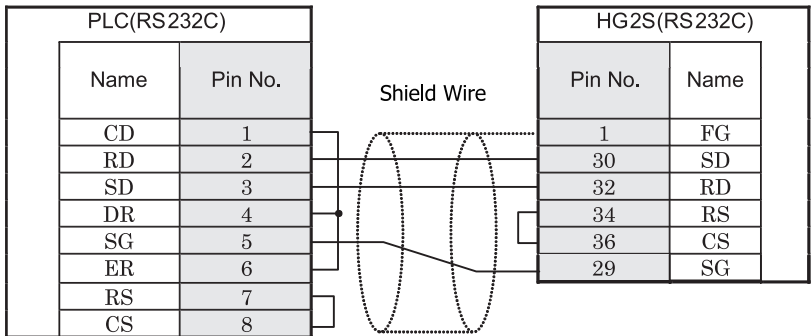 PLC(RS232C) HG2S(RS232C)
Name Pin No. Shield Wire Pin No. Name
CD 1 1 FG
RD 2 30 SD
SD 3 32 RD
DR 4 34 RS
SG 5 36 CS
ER 6 29 SG
RS 7
CS 8